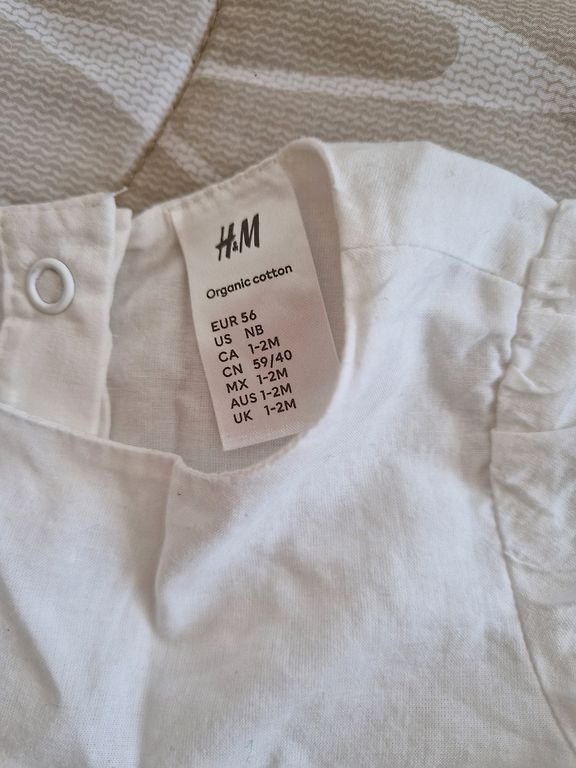 H&M
Organic cotton
EUR 56
US NB
CA 1-2M
CN 59/40
MX 1-2M
AUS 1-2M
UK 1-2M